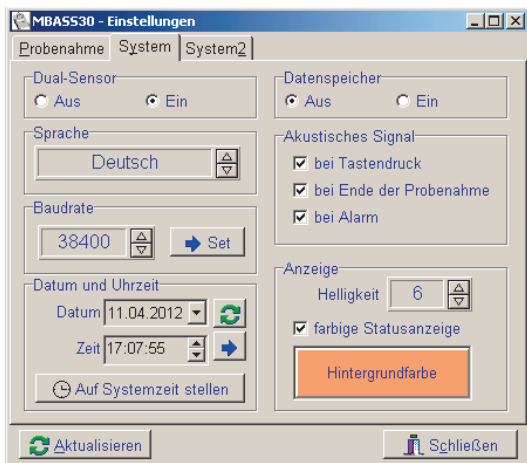 MBASS30 - Einstellungen
Probenahme System System2
Dual-Sensor
Aus Ein
Sprache
Deutsch
Baudrate
38400 Set
Datum und Uhrzeit
Datum 11.04.2012
Zeit 17:07:55
Auf Systemzeit stellen
Datenspeicher
Aus Ein
Akustisches Signal
bei Tastendruck
bei Ende der Probenahme
bei Alarm
Anzeige
Helligkeit 6
farbige Statusanzeige
Hintergrundfarbe
Aktualisieren Schließen